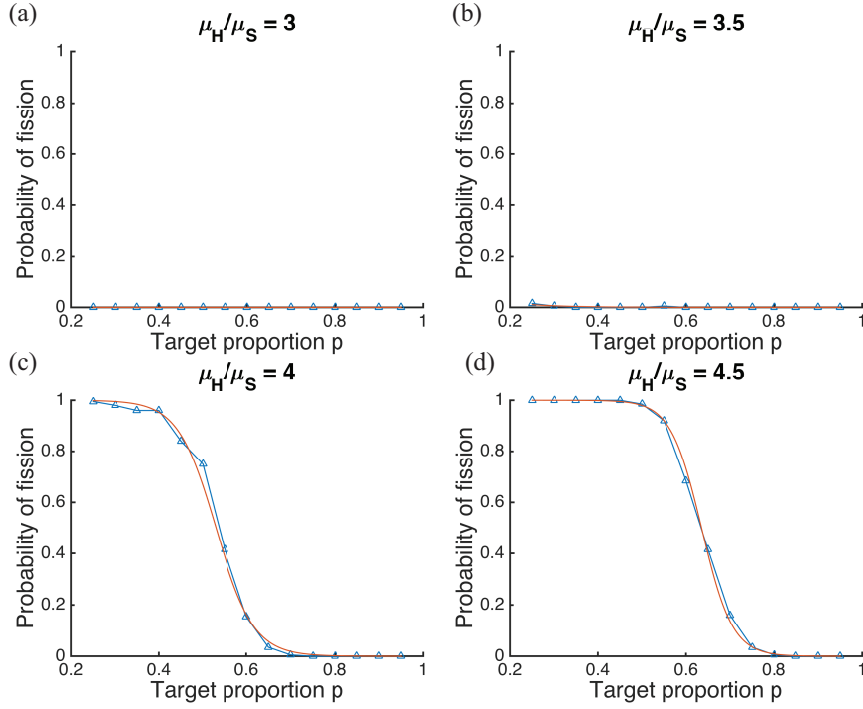 (a)
μH/μS = 3
Probability of fission
1
0.8
0.6
0.4
0.2
0
0.2 0.4 0.6 0.8 1
Target proportion p
(b)
μH/μS = 3.5
Probability of fission
1
0.8
0.6
0.4
0.2
0
0.2 0.4 0.6 0.8 1
Target proportion p
(c)
μH/μS = 4
Probability of fission
1
0.8
0.6
0.4
0.2
0
0.2 0.4 0.6 0.8 1
Target proportion p
(d)
μH/μS = 4.5
Probability of fission
1
0.8
0.6
0.4
0.2
0
0.2 0.4 0.6 0.8 1
Target proportion p